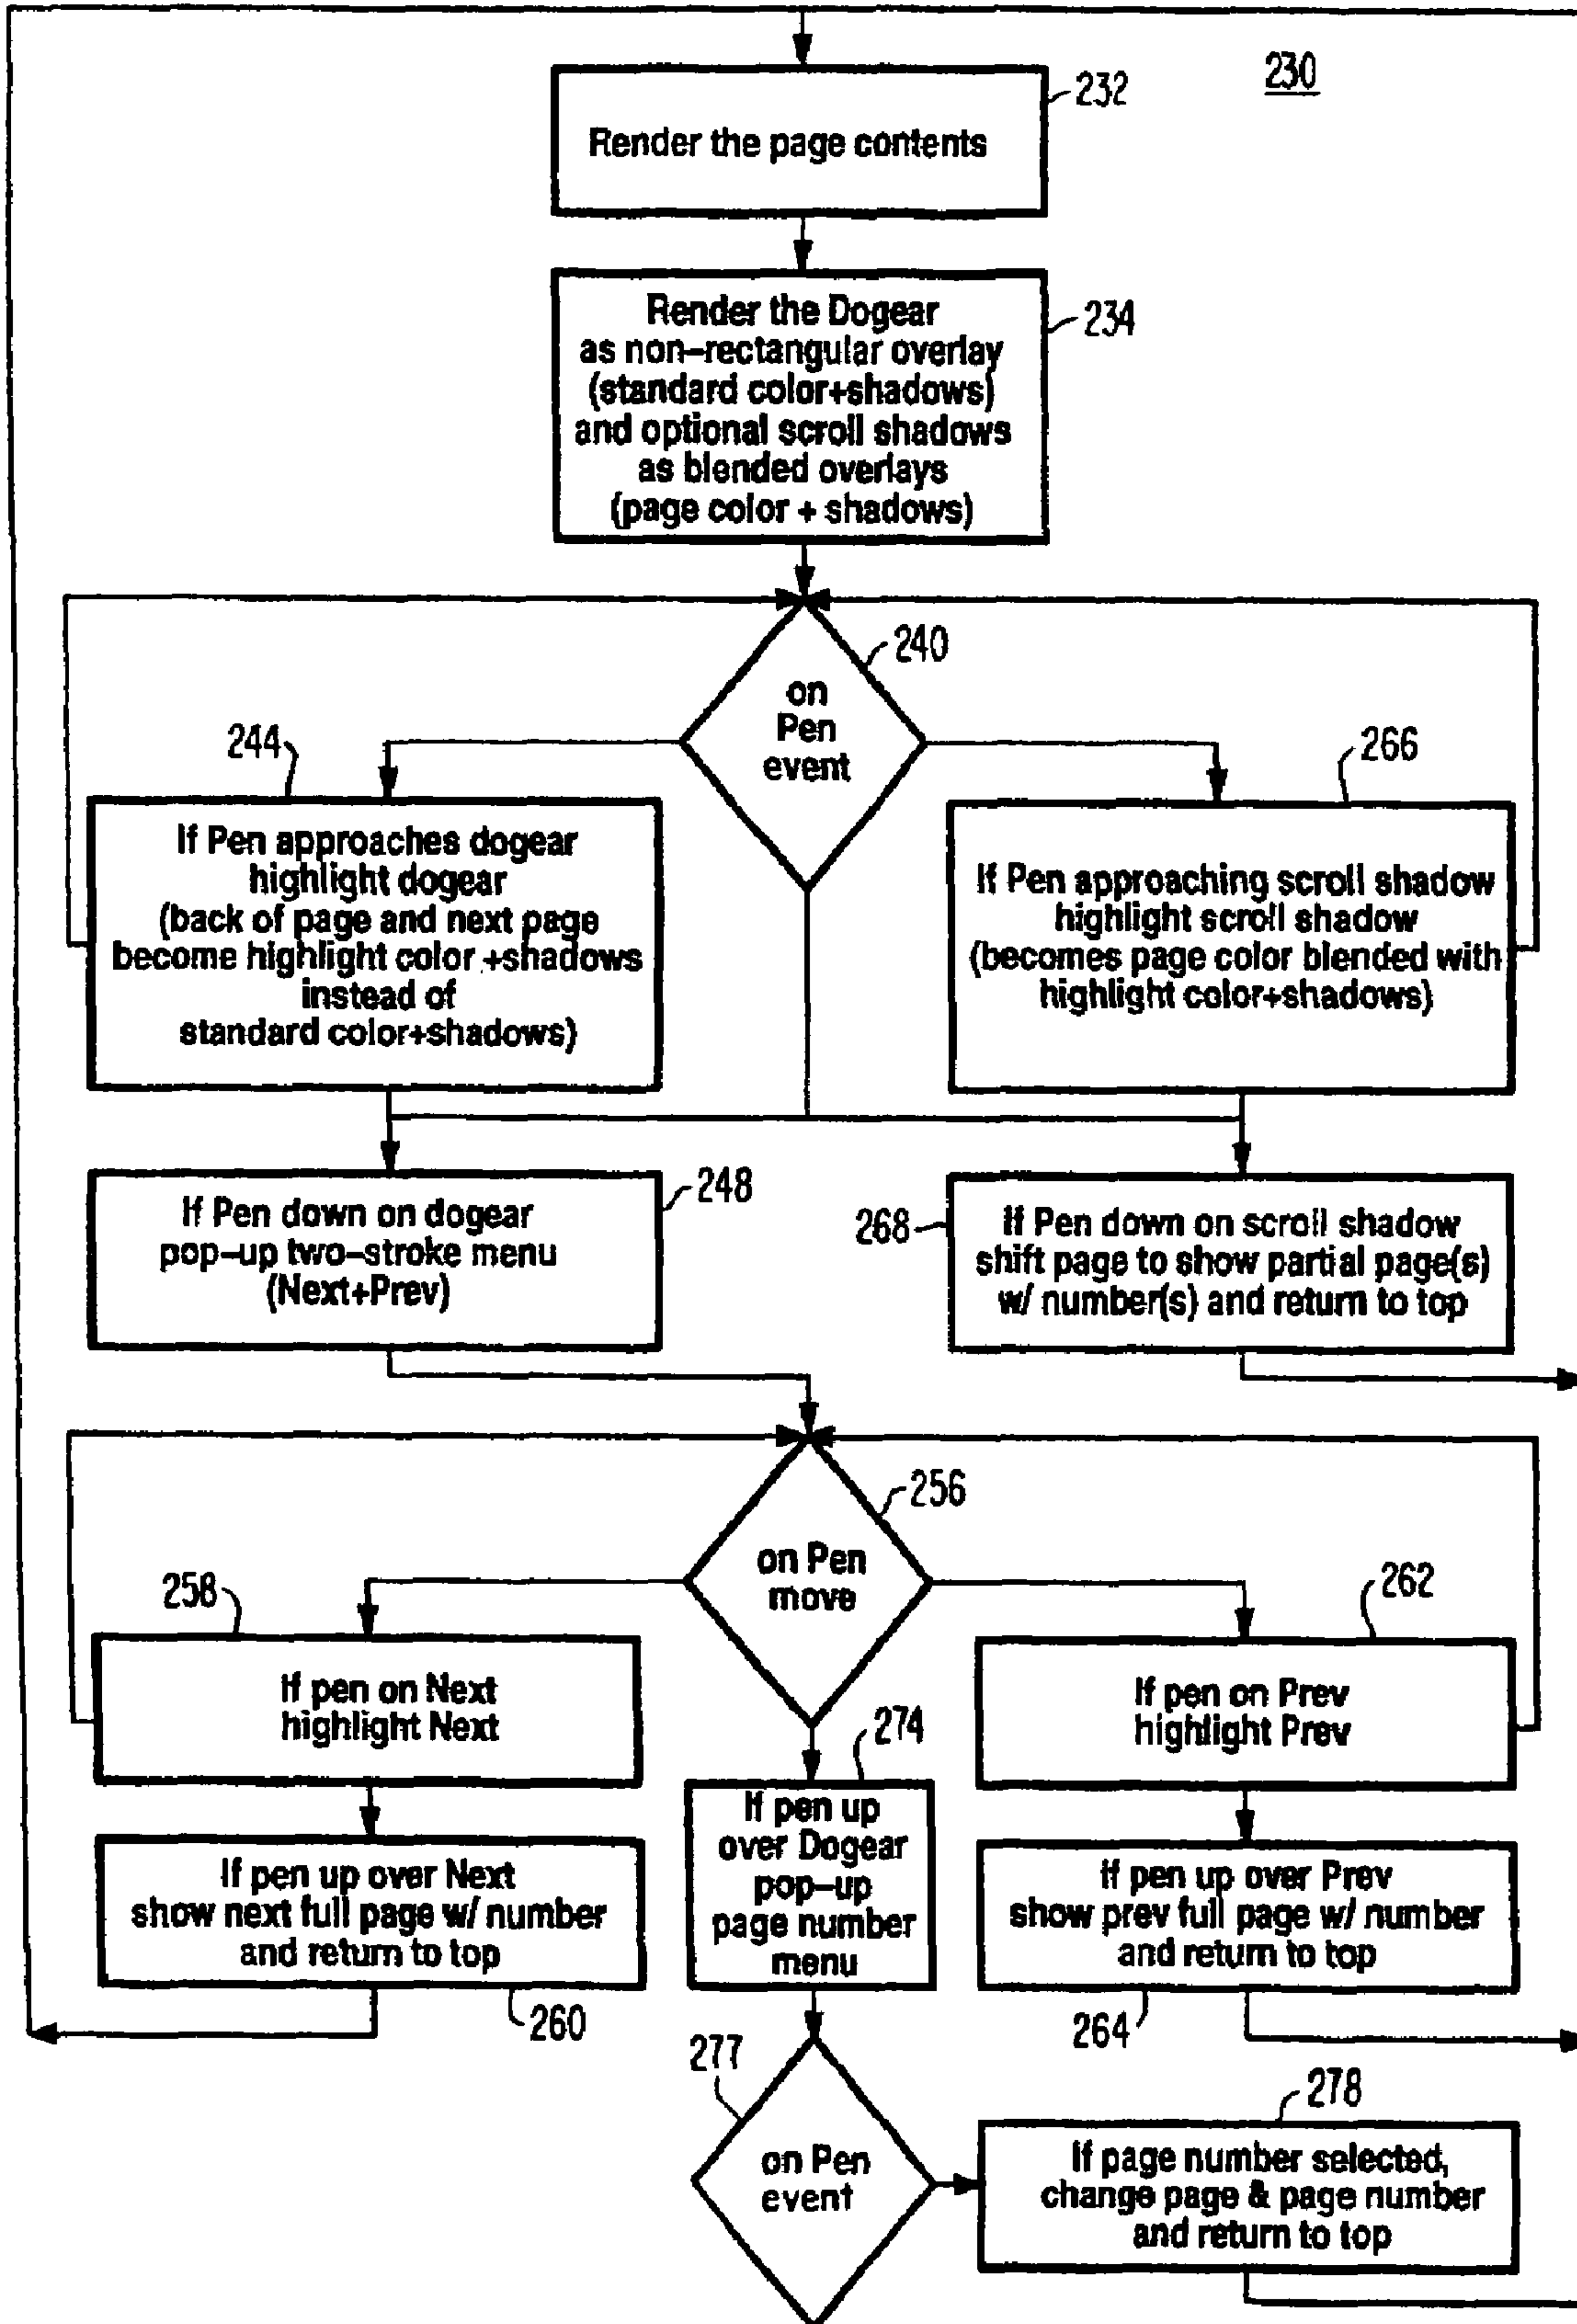 230
232
Render the page contents
234
Render the Dogear
as non-rectangular overlay
(standard color+shadows)
and optional scroll shadows
as blended overlays
(page color + shadows)
240
on
Pen
event
244
If Pen approaches dogear
highlight dogear
(back of page and next page
become highlight color +shadows
instead of
standard color+shadows)
266
If Pen approaching scroll shadow
highlight scroll shadow
(becomes page color blended with
highlight color+shadows)
248
If Pen down on dogear
pop-up two-stroke menu
(Next+Prev)
268
If Pen down on scroll shadow
shift page to show partial page(s)
w/ number(s) and return to top
256
on Pen
move
258
If pen on Next
highlight Next
262
If pen on Prev
highlight Prev
274
If pen up
over Dogear
pop-up
page number
menu
If pen up over Next
show next full page w/ number
and return to top
260
If pen up over Prev
show prev full page w/ number
and return to top
264
277
on Pen
event
278
If page number selected,
change page & page number
and return to top